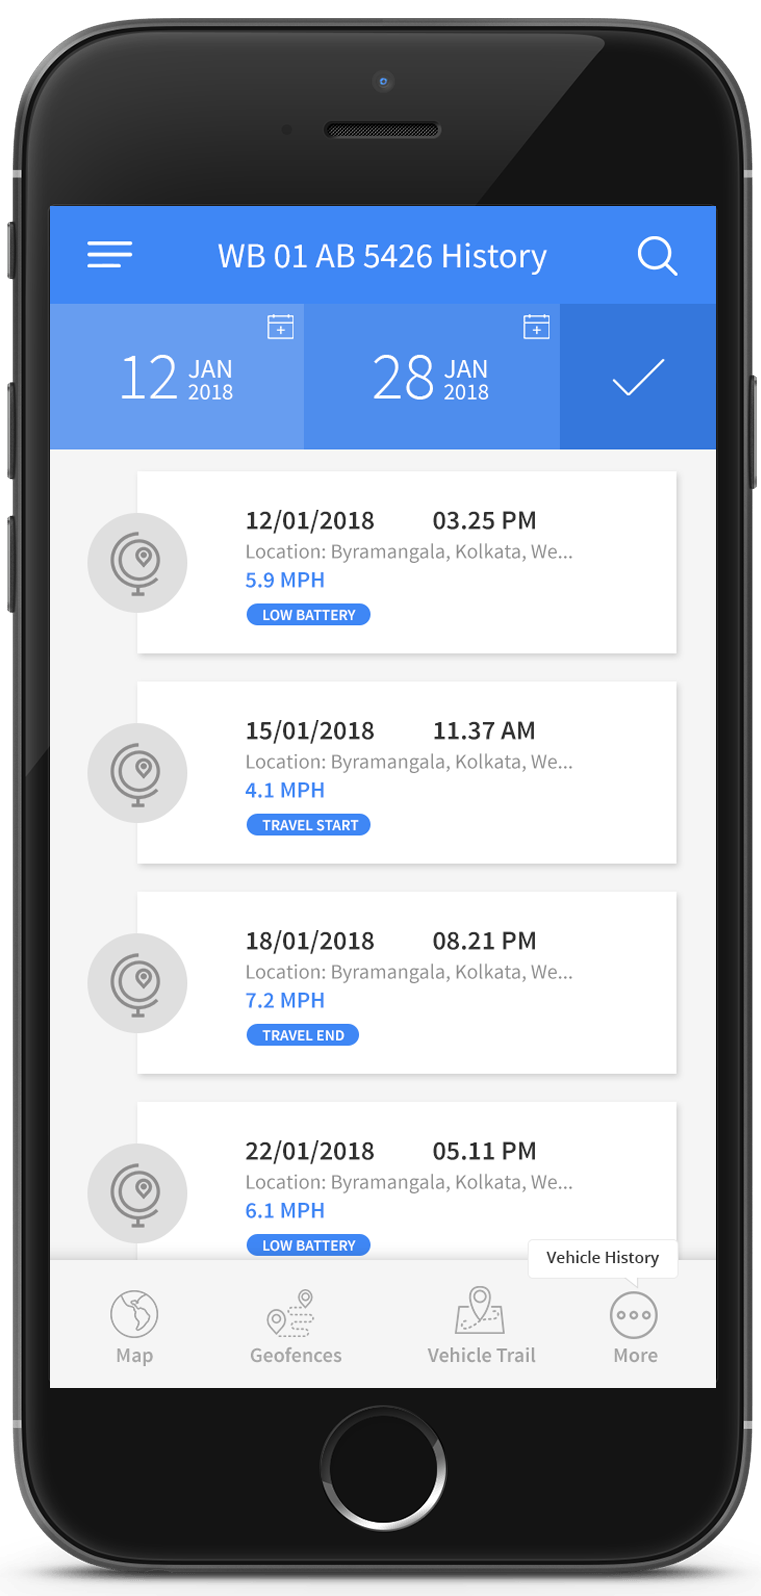 WB 01 AB 5426 History
12 JAN 2018
28 JAN 2018
12/01/2018 03.25 PM
Location: Byramangala, Kolkata, We...
5.9 MPH
LOW BATTERY
15/01/2018 11.37 AM
Location: Byramangala, Kolkata, We...
4.1 MPH
TRAVEL START
18/01/2018 08.21 PM
Location: Byramangala, Kolkata, We...
7.2 MPH
TRAVEL END
22/01/2018 05.11 PM
Location: Byramangala, Kolkata, We...
6.1 MPH
LOW BATTERY
Vehicle History
Map Geofences Vehicle Trail More